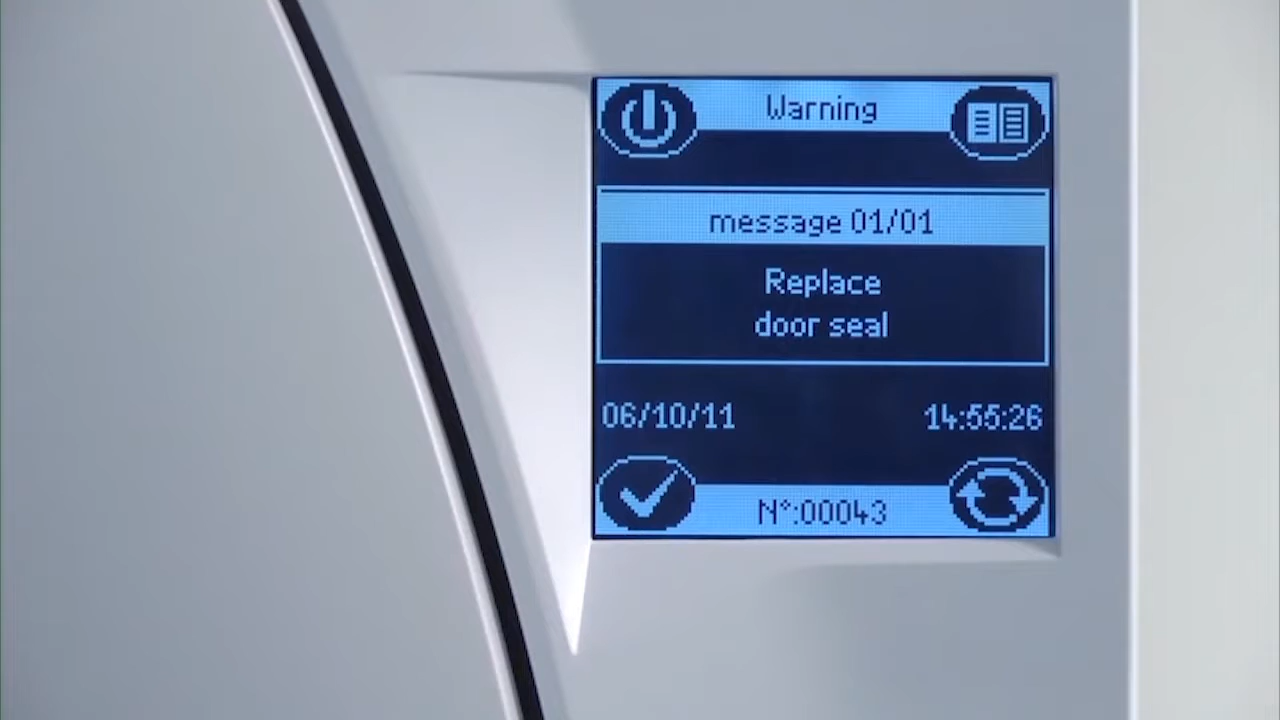 Warning
message 01/01
Replace
door seal
06/10/11 14:55:26
N°:00043